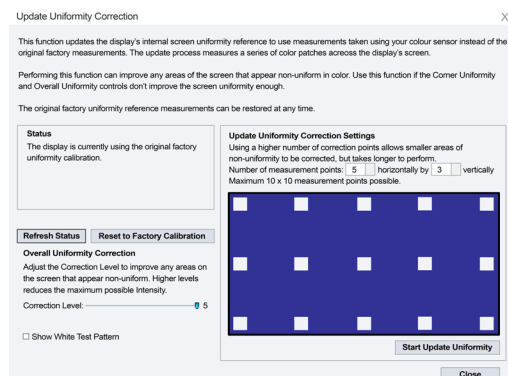 Update Uniformity Correction X
This function updates the display's internal screen uniformity reference to use measurements taken using your colour sensor instead of the
original factory measurements. The update process measures a series of color patches acreoss the display's screen.
Performing this function can improve any areas of the screen that appear non-uniform in color. Use this function if the Corner Uniformity
and Overall Uniformity controls don't improve the screen uniformity enough.
The original factory uniformity reference measurements can be restored at any time.
Status
The display is currently using the original factory
uniformity calibration.
Refresh Status Reset to Factory Calibration
Overall Uniformity Correction
Adjust the Correction Level to improve any areas on
the screen that appear non-uniform. Higher levels
reduces the maximum possible Intensity.
Correction Level: 5
Show White Test Pattern
Update Uniformity Correction Settings
Using a higher number of correction points allows smaller areas of
non-uniformity to be corrected, but takes longer to perform.
Number of measurement points: 5 horizontally by 3 vertically
Maximum 10 x 10 measurement points possible.
Start Update Uniformity
Close